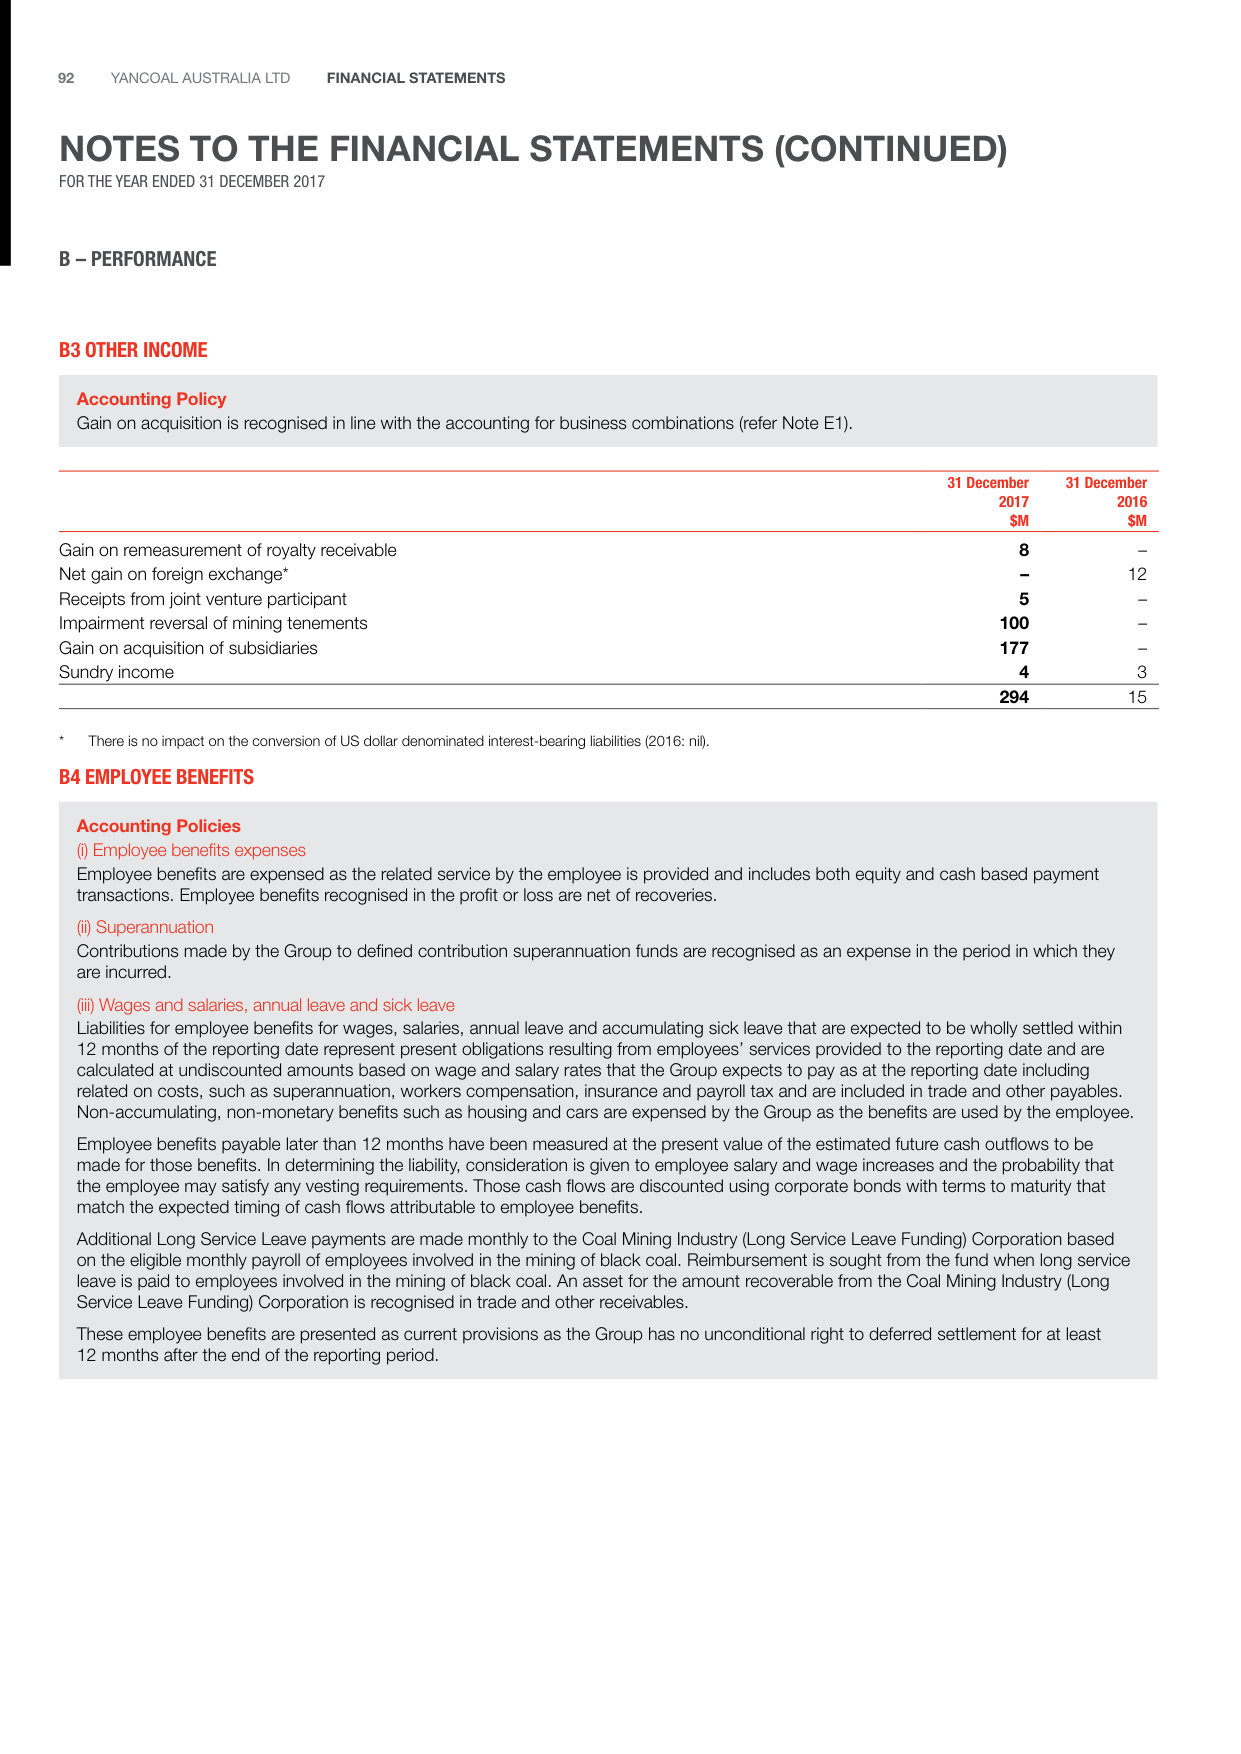 92 YANCOAL AUSTRALIA LTD FINANCIAL STATEMENTS
NOTES TO THE FINANCIAL STATEMENTS (CONTINUED)
FOR THE YEAR ENDED 31 DECEMBER 2017
B – PERFORMANCE
B3 OTHER INCOME
Accounting Policy
Gain on acquisition is recognised in line with the accounting for business combinations (refer Note E1).
31 December 31 December
2017 2016
$M $M
Gain on remeasurement of royalty receivable 8 –
Net gain on foreign exchange* – 12
Receipts from joint venture participant 5 –
Impairment reversal of mining tenements 100 –
Gain on acquisition of subsidiaries 177 –
Sundry income 4 3
294 15
* There is no impact on the conversion of US dollar denominated interest-bearing liabilities (2016: nil).
B4 EMPLOYEE BENEFITS
Accounting Policies
(i) Employee benefits expenses
Employee benefits are expensed as the related service by the employee is provided and includes both equity and cash based payment
transactions. Employee benefits recognised in the profit or loss are net of recoveries.
(ii) Superannuation
Contributions made by the Group to defined contribution superannuation funds are recognised as an expense in the period in which they
are incurred.
(iii) Wages and salaries, annual leave and sick leave
Liabilities for employee benefits for wages, salaries, annual leave and accumulating sick leave that are expected to be wholly settled within
12 months of the reporting date represent present obligations resulting from employees’ services provided to the reporting date and are
calculated at undiscounted amounts based on wage and salary rates that the Group expects to pay as at the reporting date including
related on costs, such as superannuation, workers compensation, insurance and payroll tax and are included in trade and other payables.
Non-accumulating, non-monetary benefits such as housing and cars are expensed by the Group as the benefits are used by the employee.
Employee benefits payable later than 12 months have been measured at the present value of the estimated future cash outflows to be
made for those benefits. In determining the liability, consideration is given to employee salary and wage increases and the probability that
the employee may satisfy any vesting requirements. Those cash flows are discounted using corporate bonds with terms to maturity that
match the expected timing of cash flows attributable to employee benefits.
Additional Long Service Leave payments are made monthly to the Coal Mining Industry (Long Service Leave Funding) Corporation based
on the eligible monthly payroll of employees involved in the mining of black coal. Reimbursement is sought from the fund when long service
leave is paid to employees involved in the mining of black coal. An asset for the amount recoverable from the Coal Mining Industry (Long
Service Leave Funding) Corporation is recognised in trade and other receivables.
These employee benefits are presented as current provisions as the Group has no unconditional right to deferred settlement for at least
12 months after the end of the reporting period.